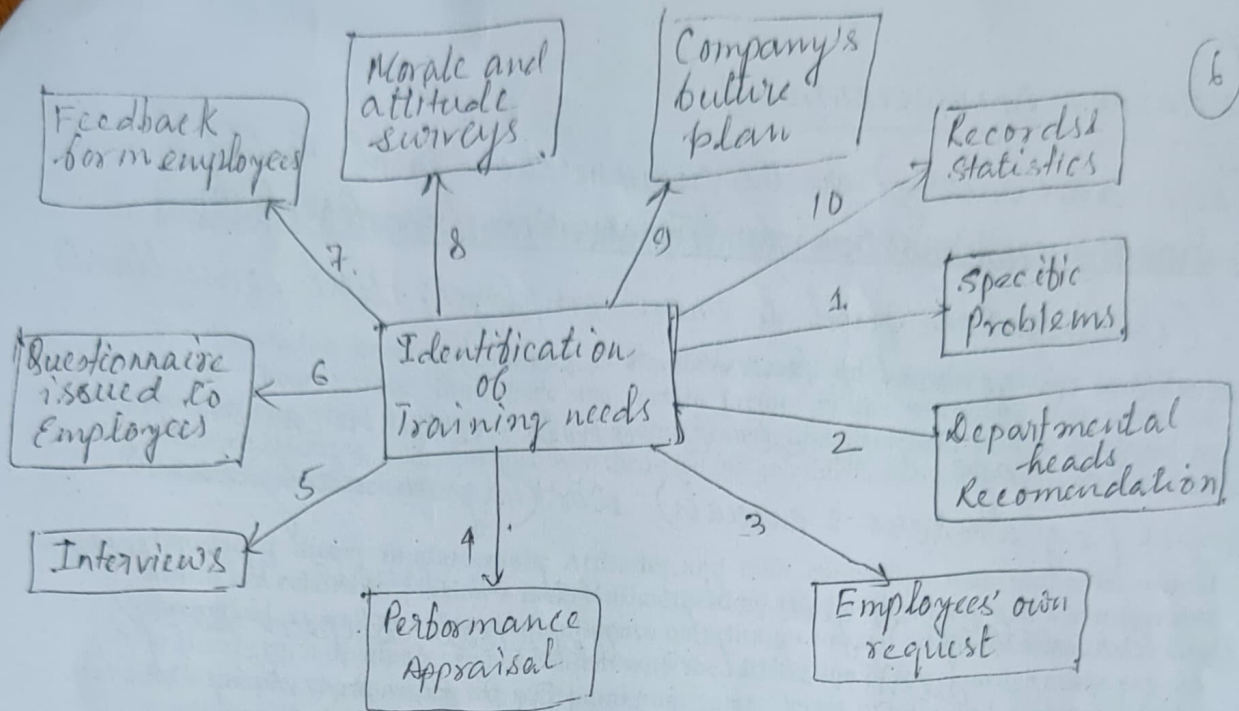 6
Morale and
attitude
surveys.
Company's
future
plan
Feedback
form employees
Records &
statistics
7.
8
9
10
Specific
problems.
1.
Identification
of
Training needs
Questionnaire
issued to
Employees
6
2
Departmental
heads
Recomendation
5
4
3
Interviews
Performance
Appraisal
Employees' own
request